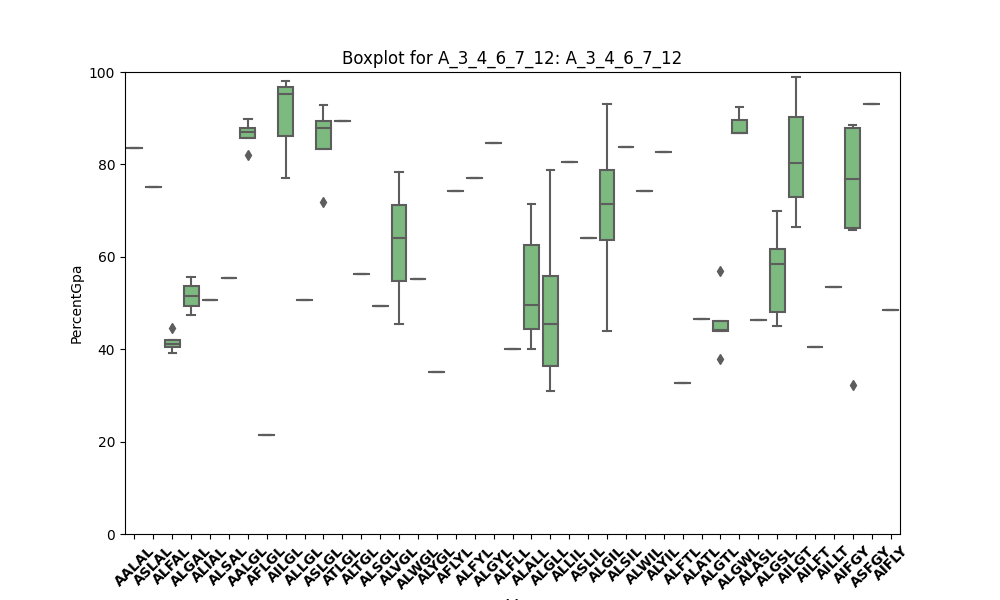 Boxplot for A_3_4_6_7_12: A_3_4_6_7_12
100
80
60
40
20
0
PercentGpa
AALAL
ASLAL
ALFAL
ALGAL
ALIAL
ALSAL
AALGL
AFLGL
AILGL
ALLGL
ASLGL
ATLGL
ALTGL
ALSGL
ALVGL
ALWGL
ALYGL
AFLYL
ALFYL
ALGYL
ALFLL
ALALL
ALGLL
ALLIL
ASLIL
ALGIL
ALSIL
ALWIL
ALYIL
ALFTL
ALATL
ALGTL
ALGWL
ALASL
ALGSL
AILGT
AILFT
AILLT
AIFGY
ASFGY
AIFLY